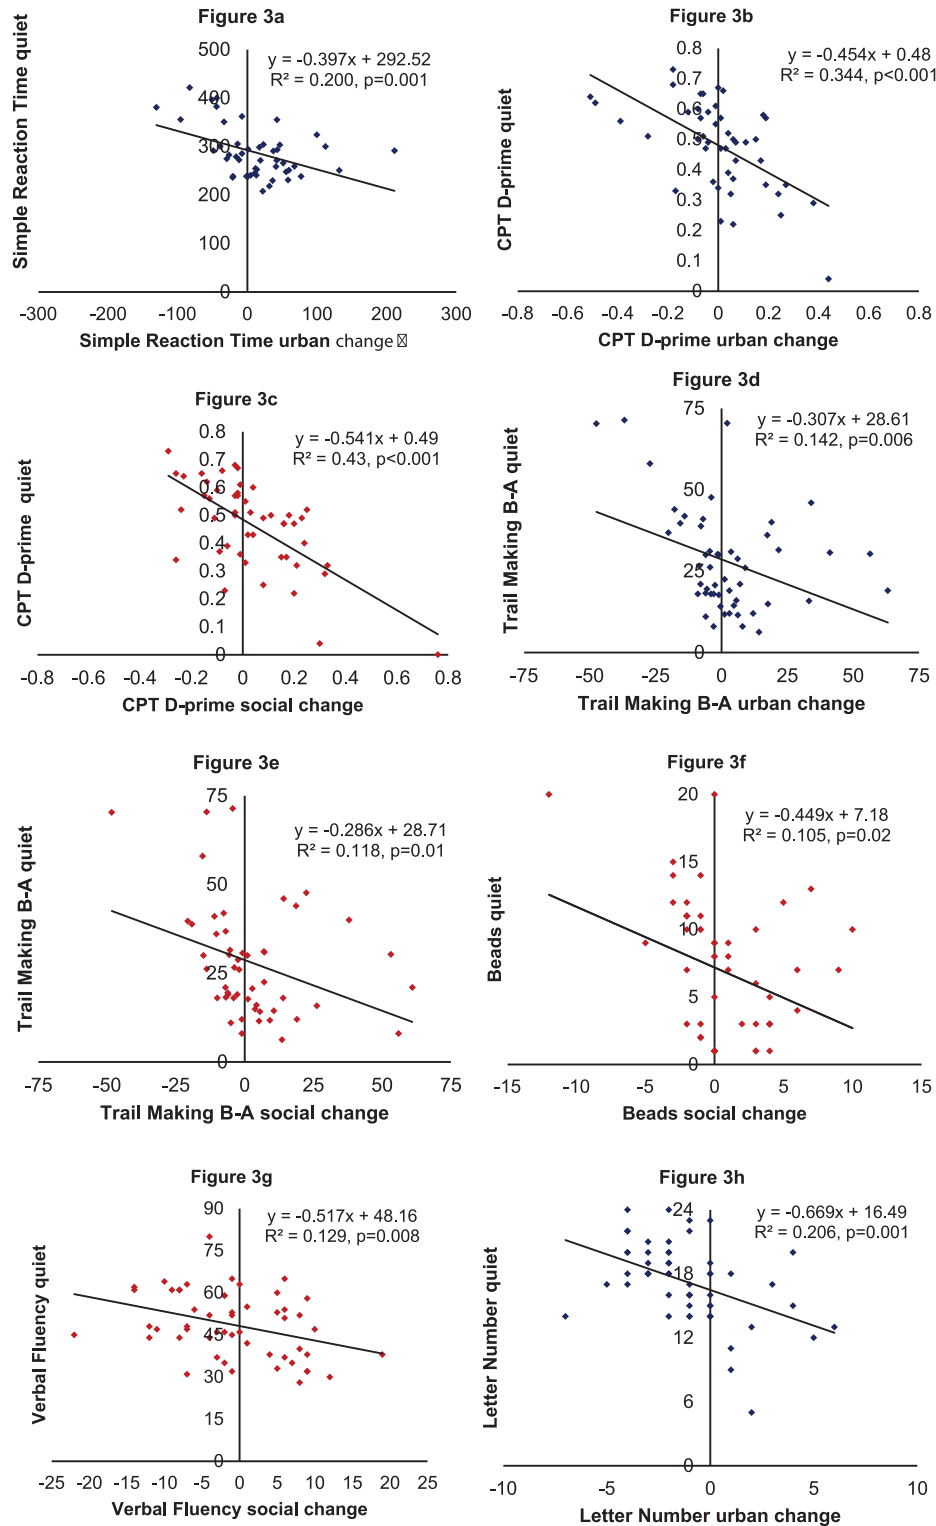 Figure 3a
y = -0.397x + 292.52
R² = 0.200, p=0.001
Simple Reaction Time quiet
500
400
300
200
100
0
-300 -200 -100 0 100 200 300
Simple Reaction Time urban change
Figure 3b
y = -0.454x + 0.48
R² = 0.344, p<0.001
CPT D-prime quiet
0.8
0.7
0.6
0.5
0.4
0.3
0.2
0.1
0
-0.8 -0.6 -0.4 -0.2 0 0.2 0.4 0.6 0.8
CPT D-prime urban change
Figure 3c
y = -0.541x + 0.49
R² = 0.43, p<0.001
CPT D-prime quiet
0.8
0.7
0.6
0.5
0.4
0.3
0.2
0.1
0
-0.8 -0.6 -0.4 -0.2 0 0.2 0.4 0.6 0.8
CPT D-prime social change
Figure 3d
y = -0.307x + 28.61
R² = 0.142, p=0.006
Trail Making B-A quiet
75
50
25
0
-75 -50 -25 0 25 50 75
Trail Making B-A urban change
Figure 3e
y = -0.286x + 28.71
R² = 0.118, p=0.01
Trail Making B-A quiet
75
50
25
0
-75 -50 -25 0 25 50 75
Trail Making B-A social change
Figure 3f
y = -0.449x + 7.18
R² = 0.105, p=0.02
Beads quiet
20
15
10
5
0
-15 -10 -5 0 5 10 15
Beads social change
Figure 3g
y = -0.517x + 48.16
R² = 0.129, p=0.008
Verbal Fluency quiet
90
75
60
45
30
15
0
-25 -20 -15 -10 -5 0 5 10 15 20 25
Verbal Fluency social change
Figure 3h
y = -0.669x + 16.49
R² = 0.206, p=0.001
Letter Number quiet
24
18
12
6
0
-10 -5 0 5 10
Letter Number urban change